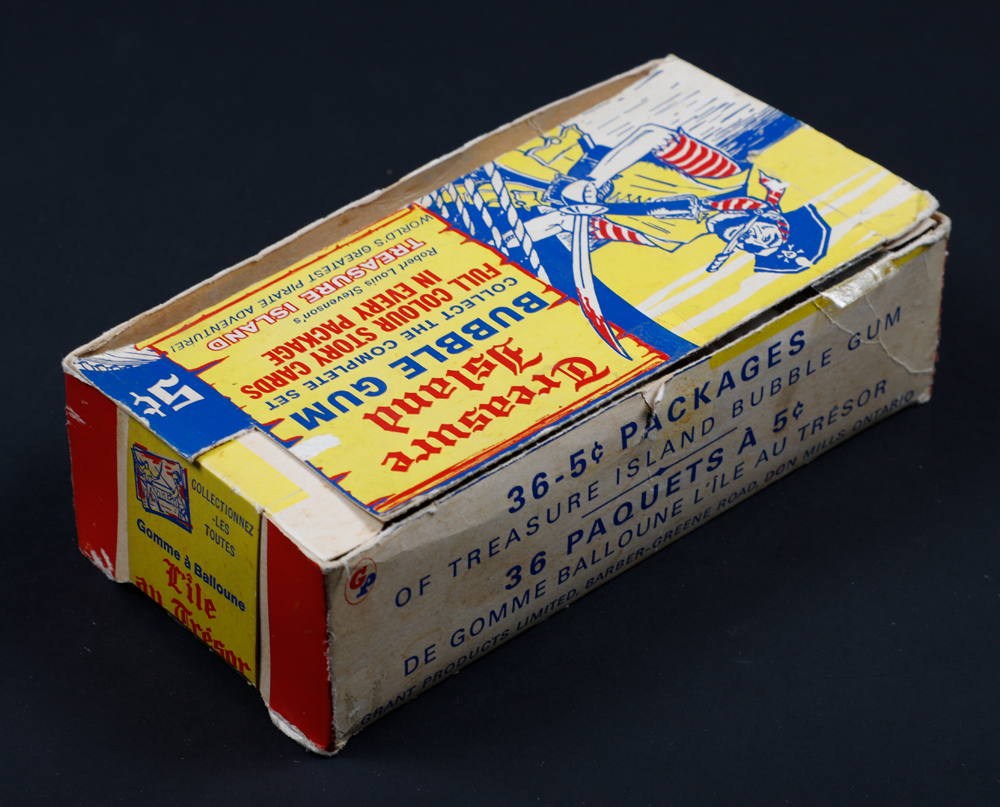 Treasure
Island
BUBBLE GUM
COLLECT THE COMPLETE SET
FULL COLOUR STORY CARDS
IN EVERY PACKAGE
Robert Louis Stevenson's
TREASURE ISLAND
WORLD'S GREATEST PIRATE ADVENTURE!
5¢
COLLECTIONNEZ
-LES
TOUTES
Gomme à Balloune
L'île
au Trésor
GP
36-5¢ PACKAGES
OF TREASURE ISLAND BUBBLE GUM
36 PAQUETS À 5¢
DE GOMME BALLOUNE L'ÎLE AU TRÉSOR
GRANT PRODUCTS LIMITED, BARBER-GREENE ROAD, DON MILLS ONTARIO